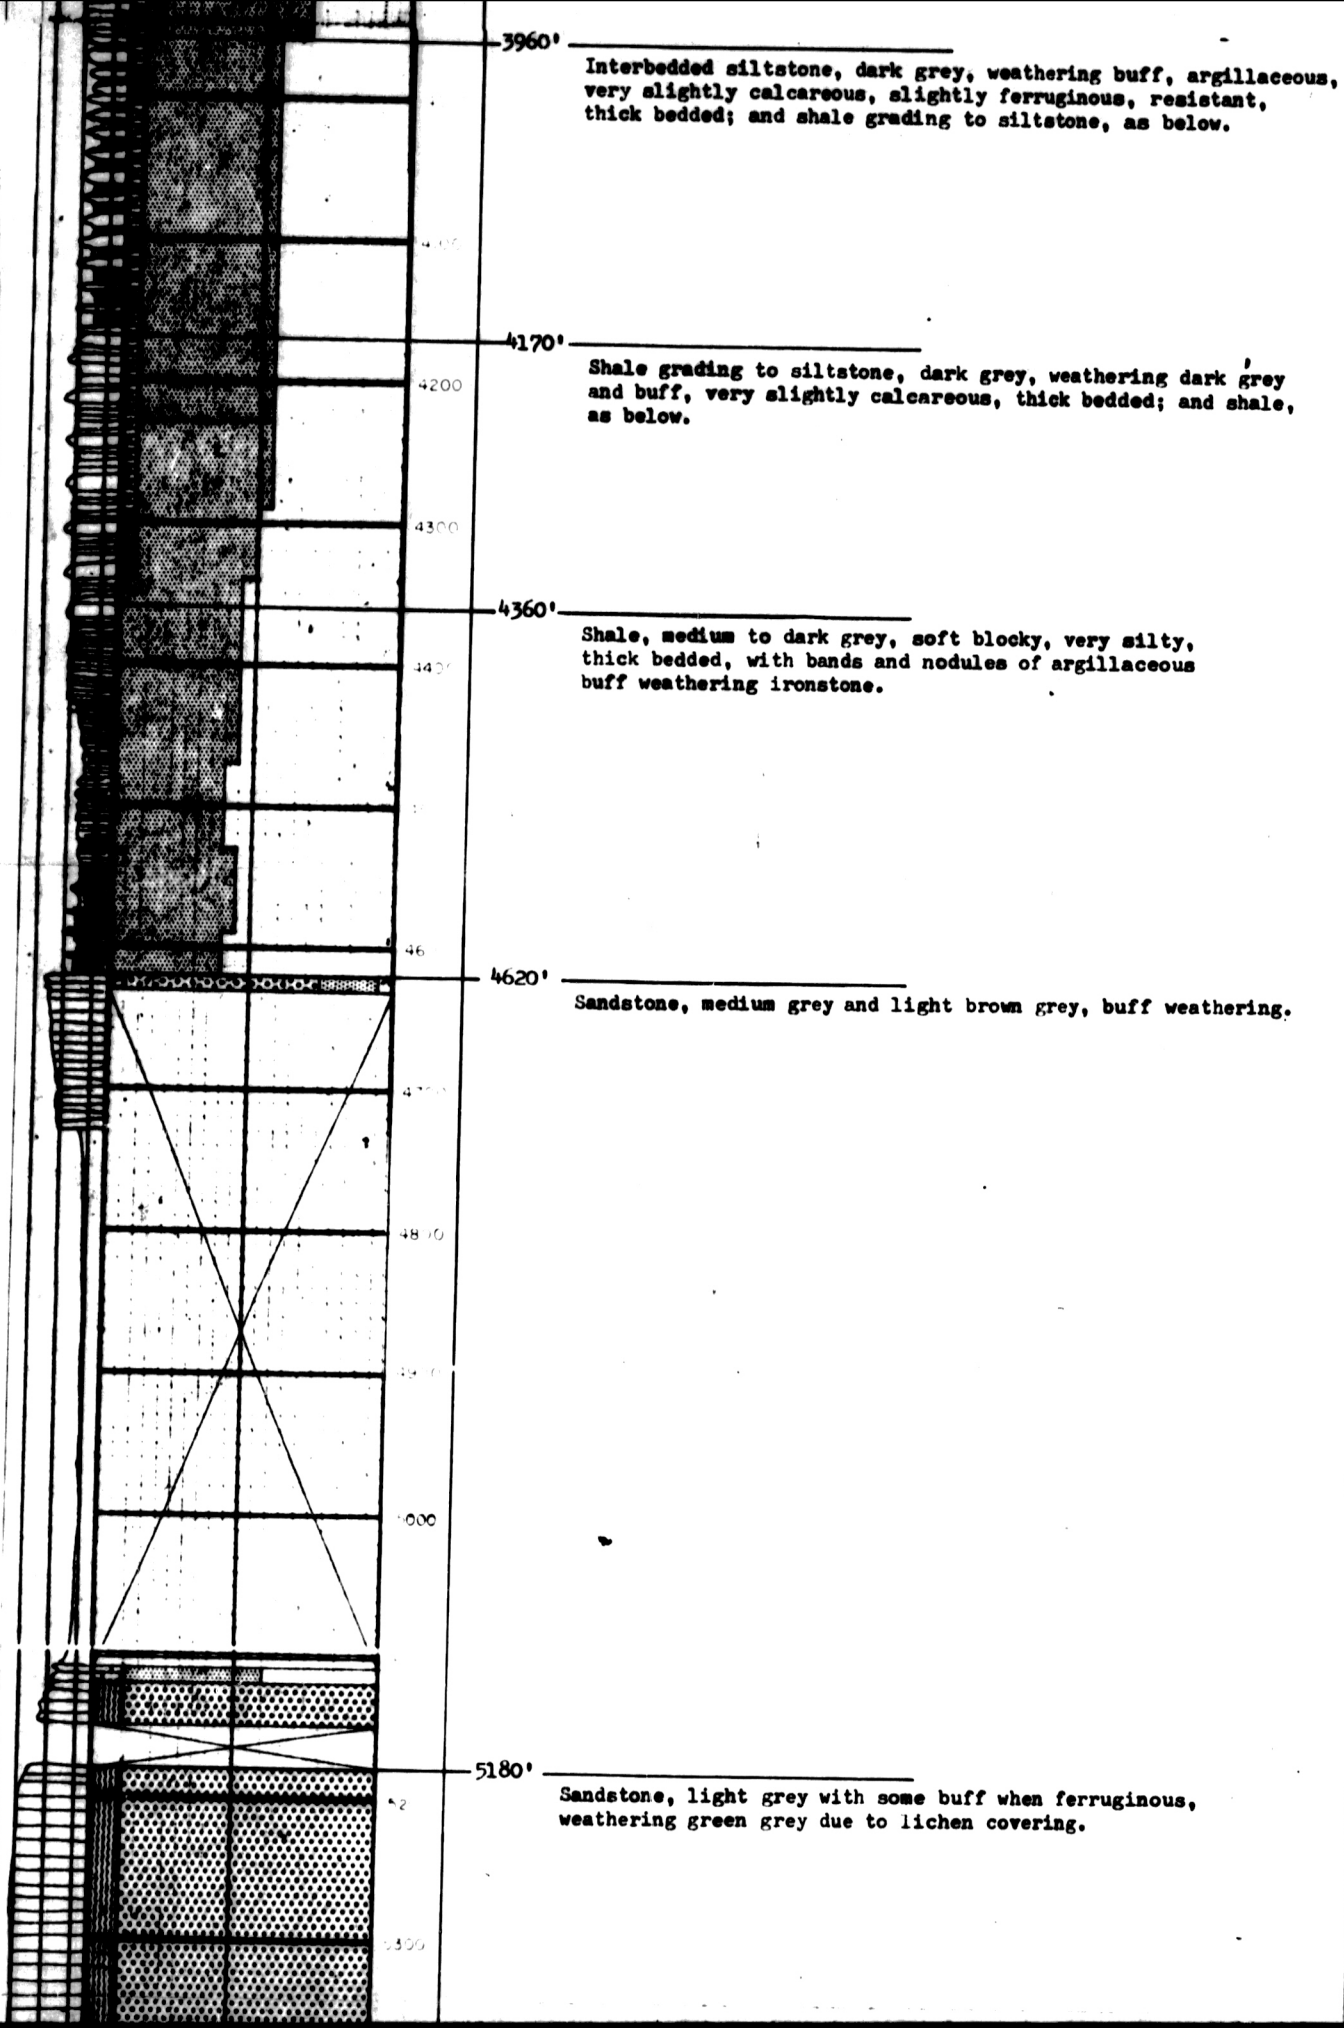 3960'
Interbedded siltstone, dark grey, weathering buff, argillaceous,
very slightly calcareous, slightly ferruginous, resistant,
thick bedded; and shale grading to siltstone, as below.
4170'
Shale grading to siltstone, dark grey, weathering dark grey
and buff, very slightly calcareous, thick bedded; and shale,
as below.
4200
4300
4360'
Shale, medium to dark grey, soft blocky, very silty,
thick bedded, with bands and nodules of argillaceous
buff weathering ironstone.
46
4620'
Sandstone, medium grey and light brown grey, buff weathering.
000
5180'
Sandstone, light grey with some buff when ferruginous,
weathering green grey due to lichen covering.